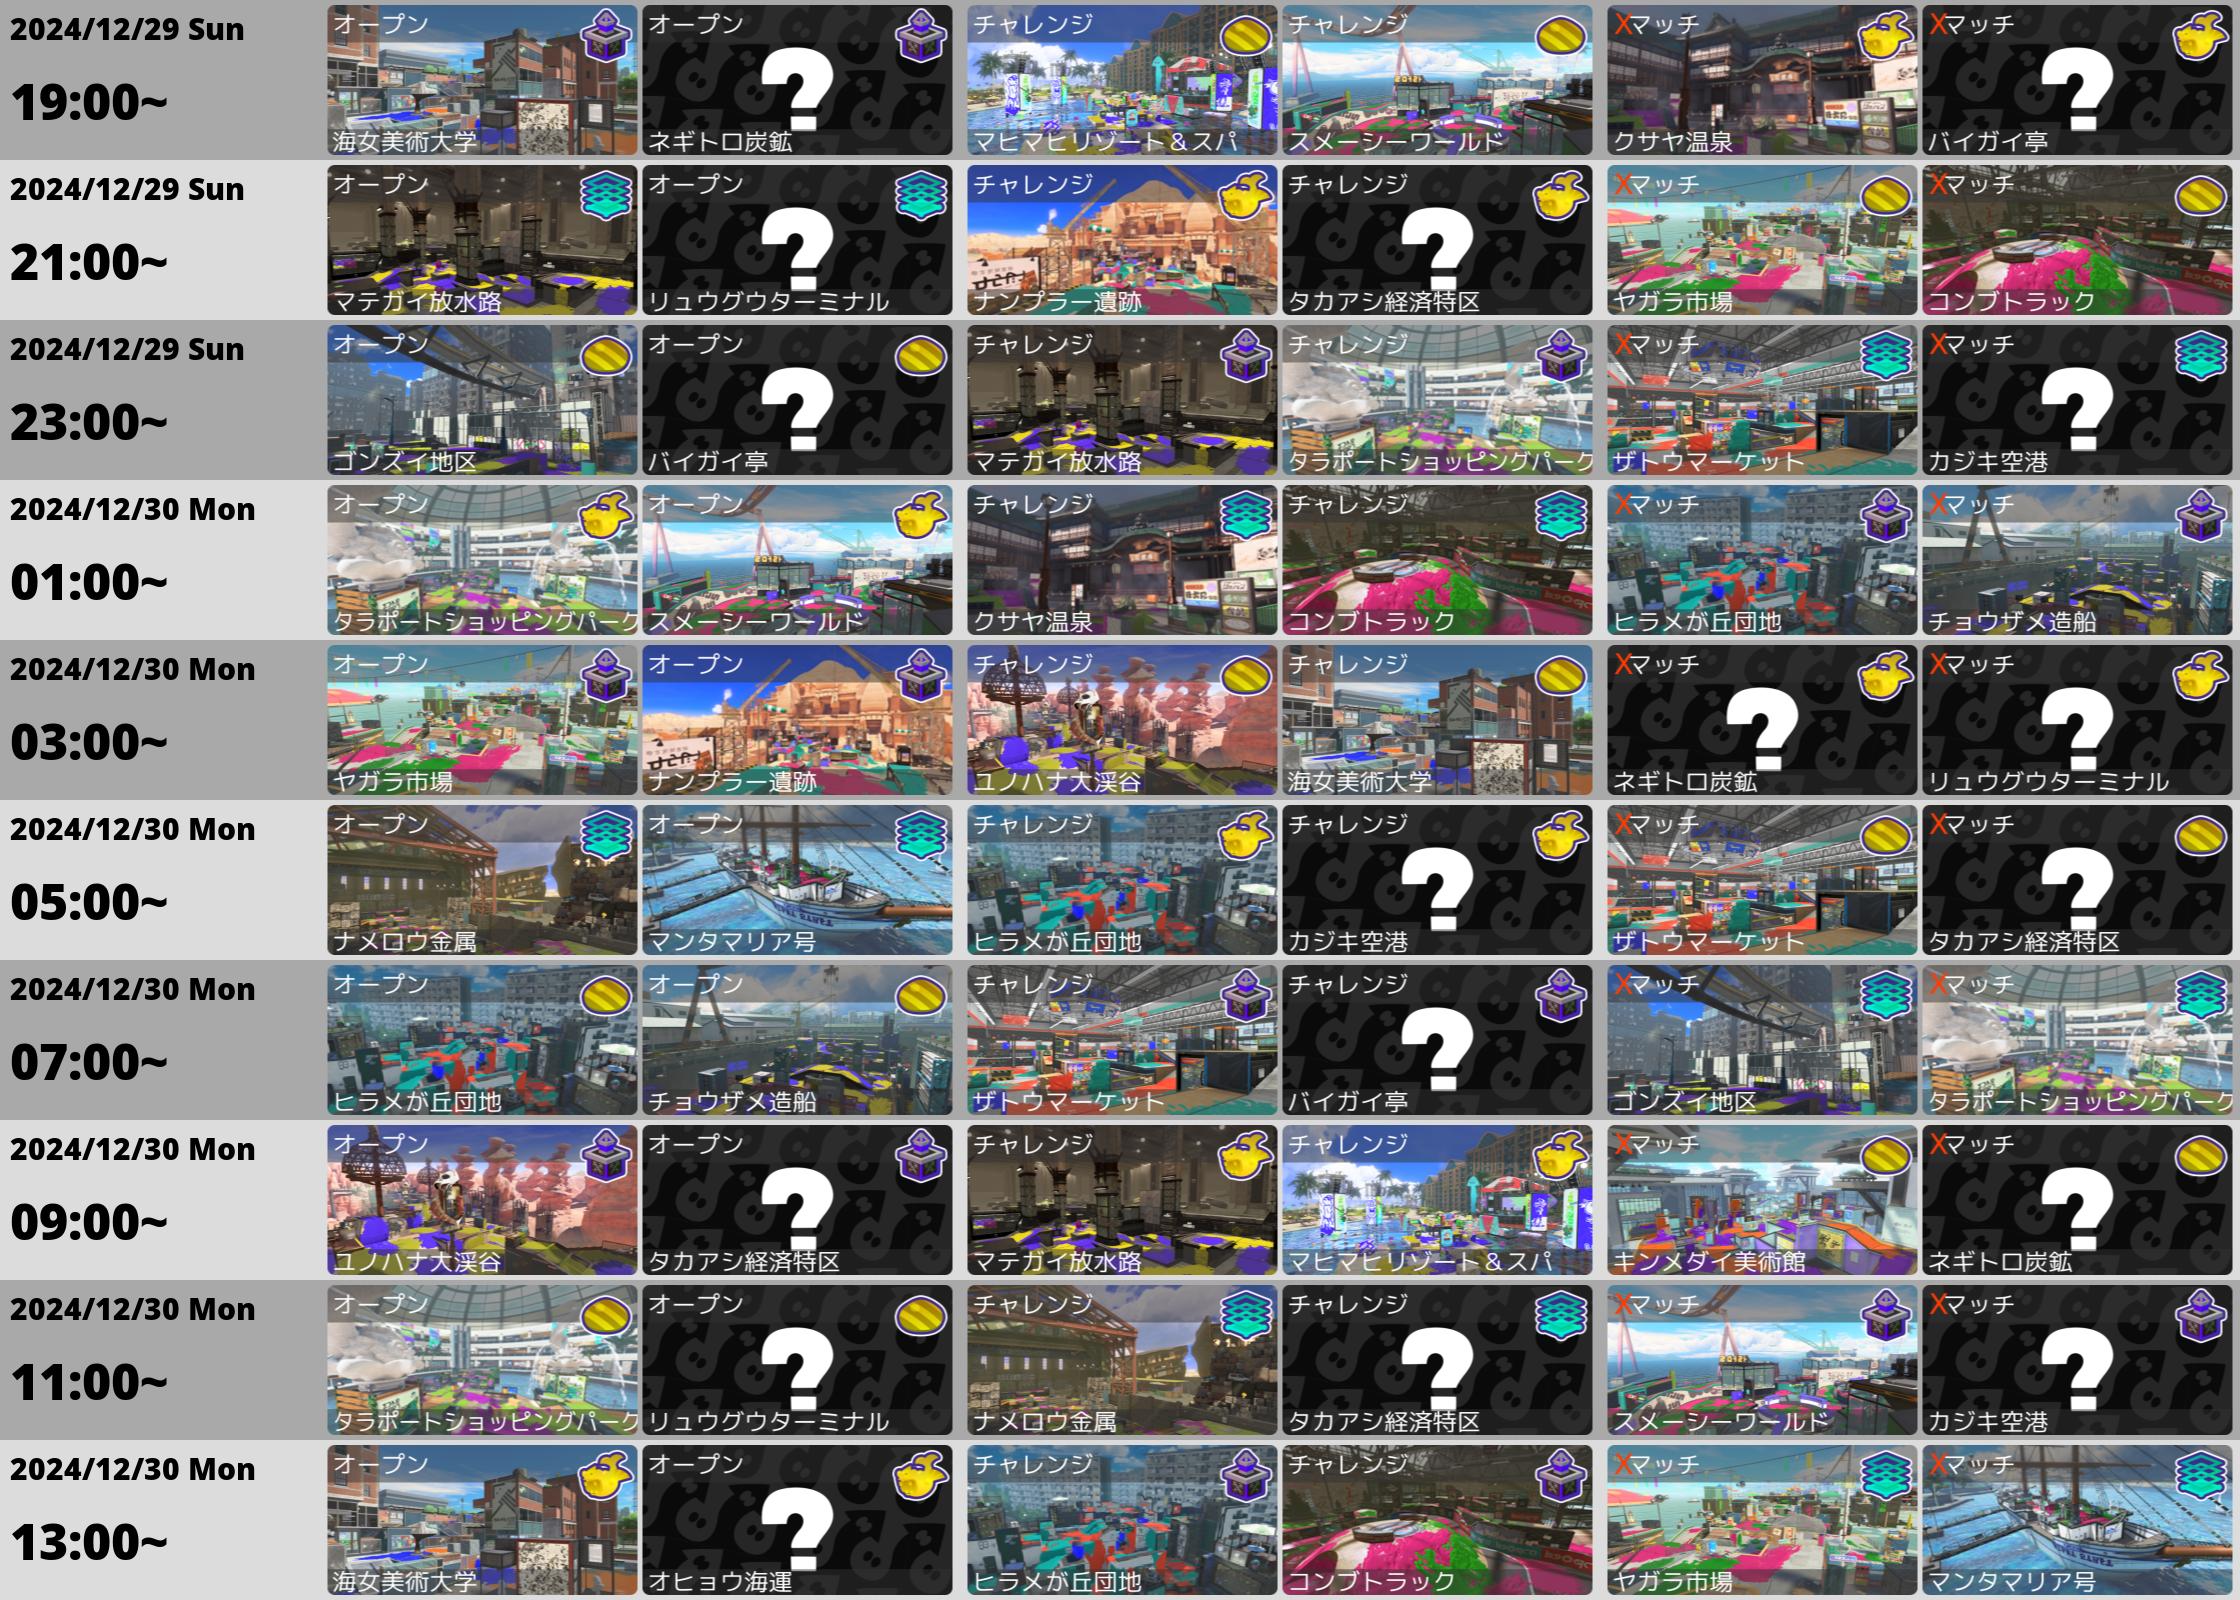 2024/12/29 Sun
19:00~
オープン
海女美術大学
オープン
ネギトロ炭鉱
チャレンジ
マヒマヒリゾート＆スパ
チャレンジ
スメーシーワールド
Xマッチ
クサヤ温泉
Xマッチ
バイガイ亭
2024/12/29 Sun
21:00~
オープン
マテガイ放水路
オープン
リュウグウターミナル
チャレンジ
ナンプラー遺跡
チャレンジ
タカアシ経済特区
Xマッチ
ヤガラ市場
Xマッチ
コンブトラック
2024/12/29 Sun
23:00~
オープン
ゴンズイ地区
オープン
バイガイ亭
チャレンジ
マテガイ放水路
チャレンジ
タラポートショッピングパーク
Xマッチ
ザトウマーケット
Xマッチ
カジキ空港
2024/12/30 Mon
01:00~
オープン
タラポートショッピングパーク
オープン
スメーシーワールド
チャレンジ
クサヤ温泉
チャレンジ
コンブトラック
Xマッチ
ヒラメが丘団地
Xマッチ
チョウザメ造船
2024/12/30 Mon
03:00~
オープン
ヤガラ市場
オープン
ナンプラー遺跡
チャレンジ
ユノハナ大渓谷
チャレンジ
海女美術大学
Xマッチ
ネギトロ炭鉱
Xマッチ
リュウグウターミナル
2024/12/30 Mon
05:00~
オープン
ナメロウ金属
オープン
マンタマリア号
チャレンジ
ヒラメが丘団地
チャレンジ
カジキ空港
Xマッチ
ザトウマーケット
Xマッチ
タカアシ経済特区
2024/12/30 Mon
07:00~
オープン
ヒラメが丘団地
オープン
チョウザメ造船
チャレンジ
ザトウマーケット
チャレンジ
バイガイ亭
Xマッチ
ゴンズイ地区
Xマッチ
タラポートショッピングパーク
2024/12/30 Mon
09:00~
オープン
ユノハナ大渓谷
オープン
タカアシ経済特区
チャレンジ
マテガイ放水路
チャレンジ
マヒマヒリゾート＆スパ
Xマッチ
キンメダイ美術館
Xマッチ
ネギトロ炭鉱
2024/12/30 Mon
11:00~
オープン
タラポートショッピングパーク
オープン
リュウグウターミナル
チャレンジ
ナメロウ金属
チャレンジ
タカアシ経済特区
Xマッチ
スメーシーワールド
Xマッチ
カジキ空港
2024/12/30 Mon
13:00~
オープン
海女美術大学
オープン
オヒョウ海運
チャレンジ
ヒラメが丘団地
チャレンジ
コンブトラック
Xマッチ
ヤガラ市場
Xマッチ
マンタマリア号